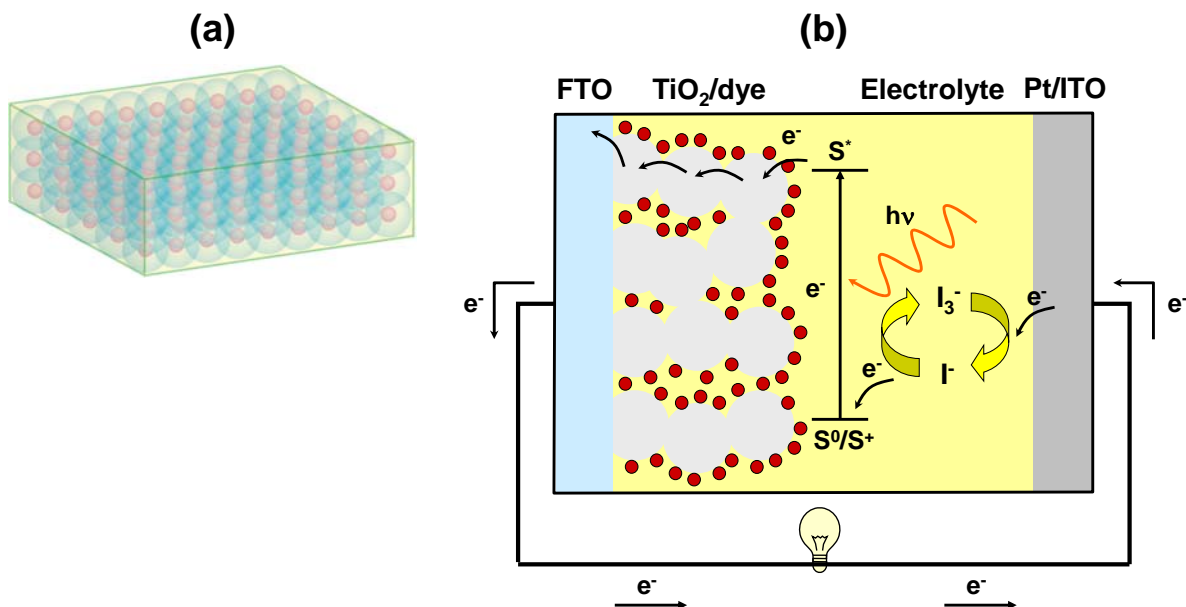 (a)
(b)
FTO TiO₂/dye Electrolyte Pt/ITO
e⁻ S*
hν
e⁻ e⁻ I₃⁻ e⁻ e⁻
e⁻ I⁻
S⁰/S⁺
e⁻ e⁻